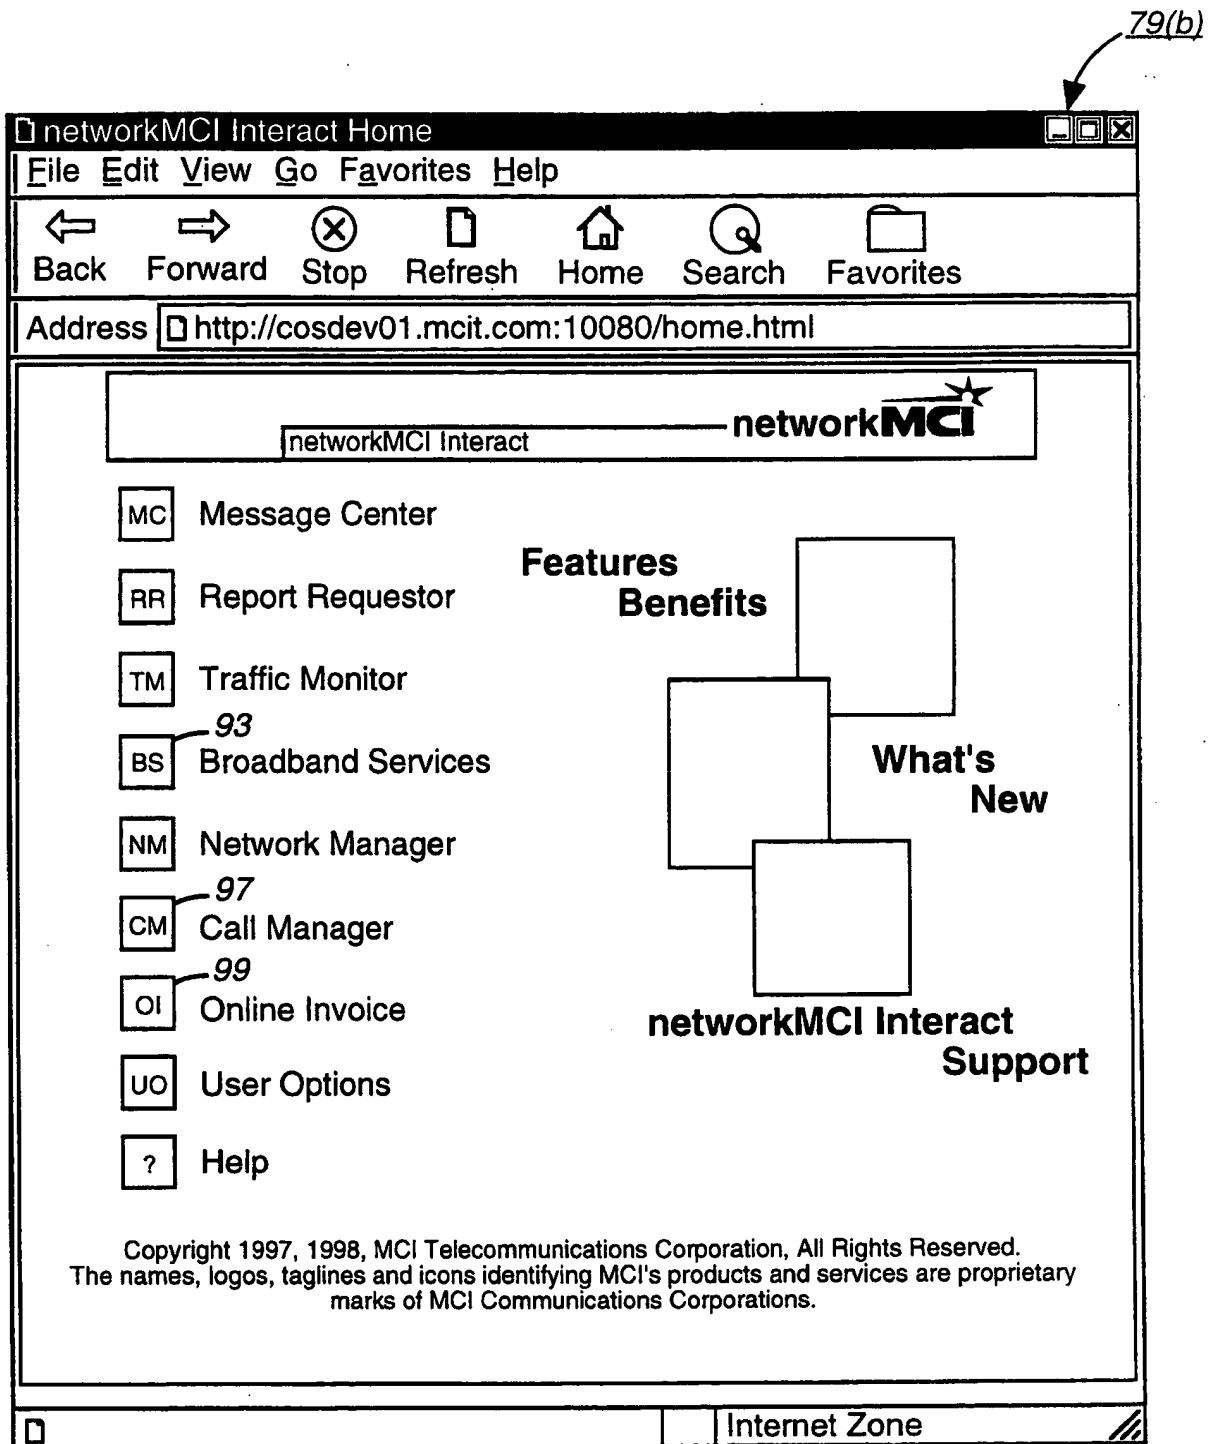 79(b)
networkMCI Interact Home
File Edit View Go Favorites Help
Back Forward Stop Refresh Home Search Favorites
Address http://cosdev01.mcit.com:10080/home.html
networkMCI
networkMCI Interact
MC Message Center
Features
Benefits
RR Report Requestor
TM Traffic Monitor
93
BS Broadband Services
What's
New
NM Network Manager
97
CM Call Manager
99
OI Online Invoice
networkMCI Interact
Support
UO User Options
? Help
Copyright 1997, 1998, MCI Telecommunications Corporation, All Rights Reserved.
The names, logos, taglines and icons identifying MCI's products and services are proprietary
marks of MCI Communications Corporations.
Internet Zone